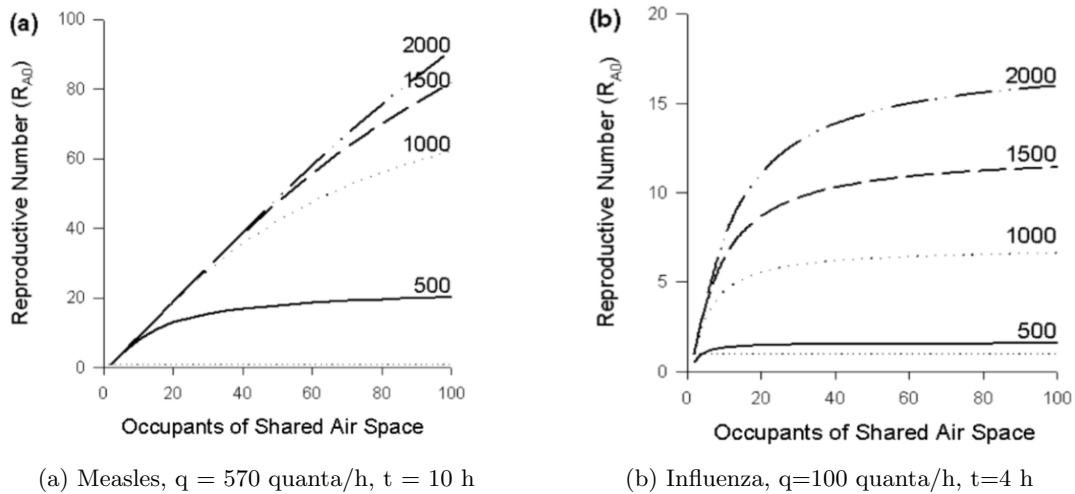 (a)
Reproductive Number (R_A0)
100
80
60
40
20
0
2000
1500
1000
500
0 20 40 60 80 100
Occupants of Shared Air Space
(b)
Reproductive Number (R_A0)
20
15
10
5
0
2000
1500
1000
500
0 20 40 60 80 100
Occupants of Shared Air Space
(a) Measles, q = 570 quanta/h, t = 10 h
(b) Influenza, q=100 quanta/h, t=4 h